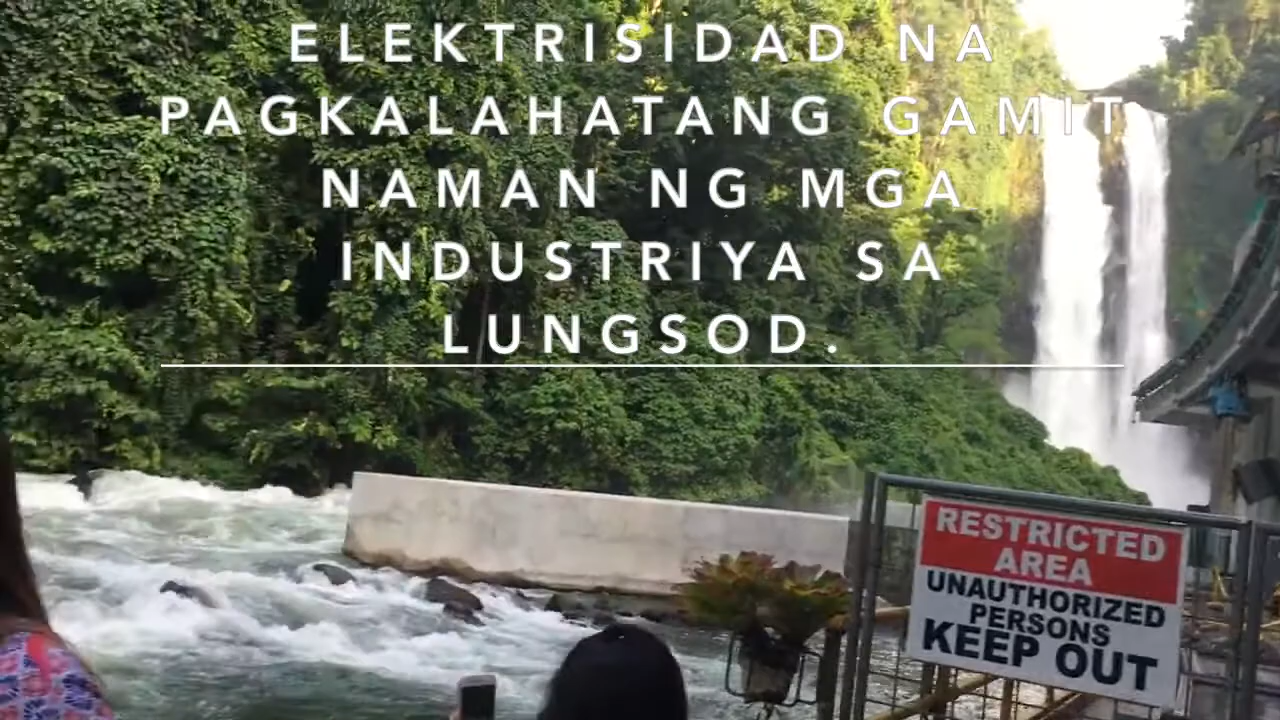 ELEKTRISIDAD NA
PAGKALAHATANG GAMIT
NAMAN NG MGA
INDUSTRIYA SA
LUNGSOD.
RESTRICTED
AREA
UNAUTHORIZED
PERSONS
KEEP OUT